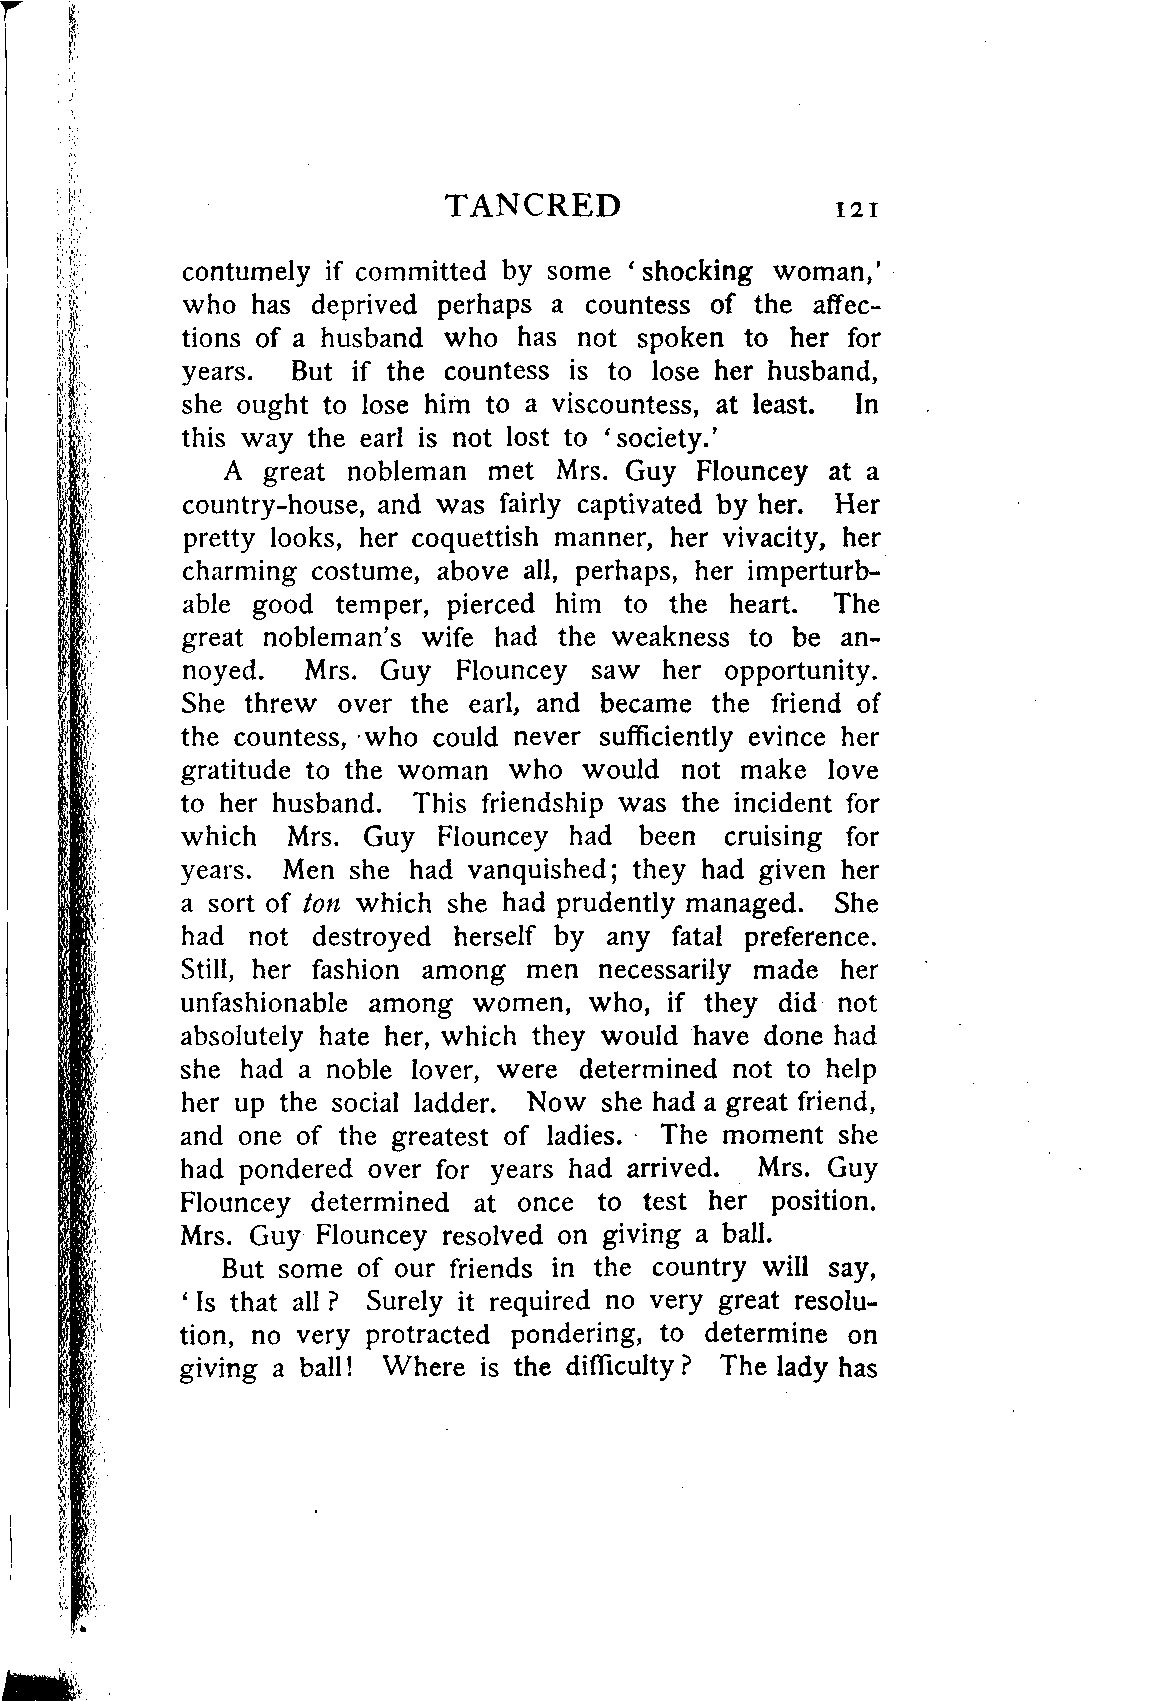 TANCRED 121
contumely if committed by some ‘shocking woman,’
who has deprived perhaps a countess of the affec-
tions of a husband who has not spoken to her for
years. But if the countess is to lose her husband,
she ought to lose him to a viscountess, at least. In
this way the earl is not lost to ‘society.’
A great nobleman met Mrs. Guy Flouncey at a
country-house, and was fairly captivated by her. Her
pretty looks, her coquettish manner, her vivacity, her
charming costume, above all, perhaps, her imperturb-
able good temper, pierced him to the heart. The
great nobleman’s wife had the weakness to be an-
noyed. Mrs. Guy Flouncey saw her opportunity.
She threw over the earl, and became the friend of
the countess, who could never sufficiently evince her
gratitude to the woman who would not make love
to her husband. This friendship was the incident for
which Mrs. Guy Flouncey had been cruising for
years. Men she had vanquished; they had given her
a sort of ton which she had prudently managed. She
had not destroyed herself by any fatal preference.
Still, her fashion among men necessarily made her
unfashionable among women, who, if they did not
absolutely hate her, which they would have done had
she had a noble lover, were determined not to help
her up the social ladder. Now she had a great friend,
and one of the greatest of ladies. The moment she
had pondered over for years had arrived. Mrs. Guy
Flouncey determined at once to test her position.
Mrs. Guy Flouncey resolved on giving a ball.
But some of our friends in the country will say,
‘Is that all? Surely it required no very great resolu-
tion, no very protracted pondering, to determine on
giving a ball! Where is the difficulty? The lady has